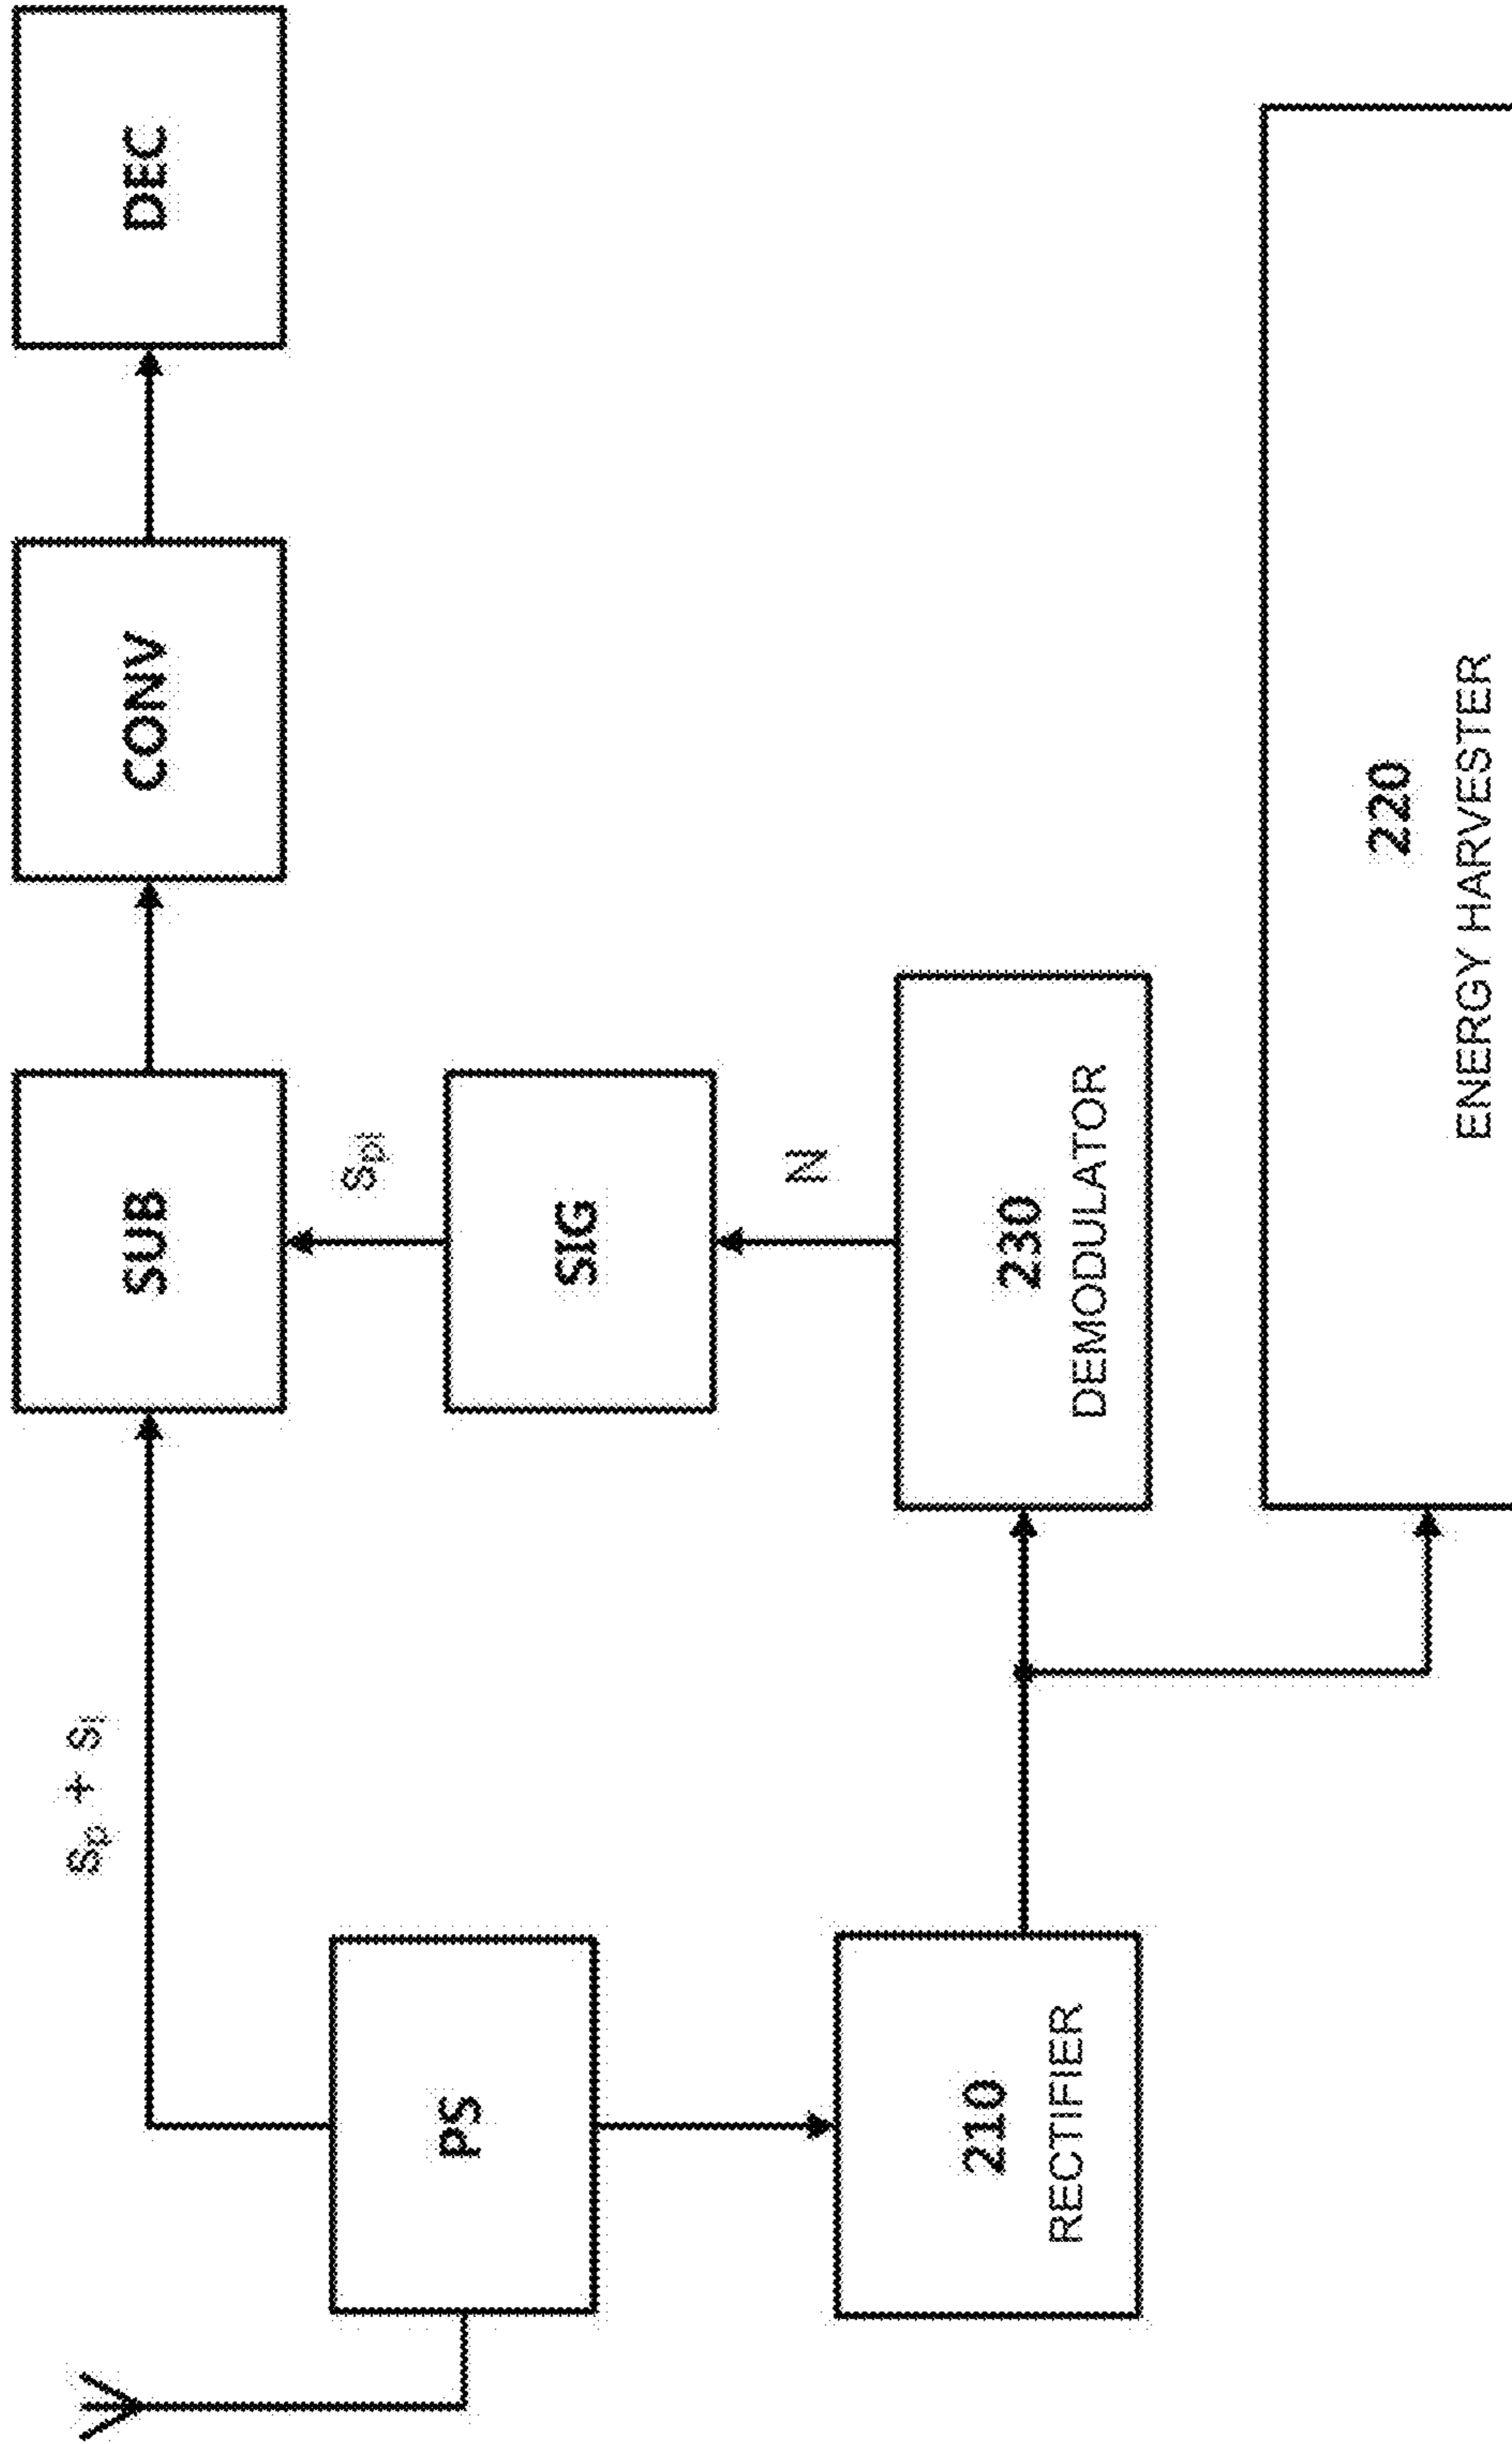 SUB
CONV
DEC
Sp + si
Spi
PS
SIG
N
210
RECTIFIER
230
DEMODULATOR
220
ENERGY HARVESTER